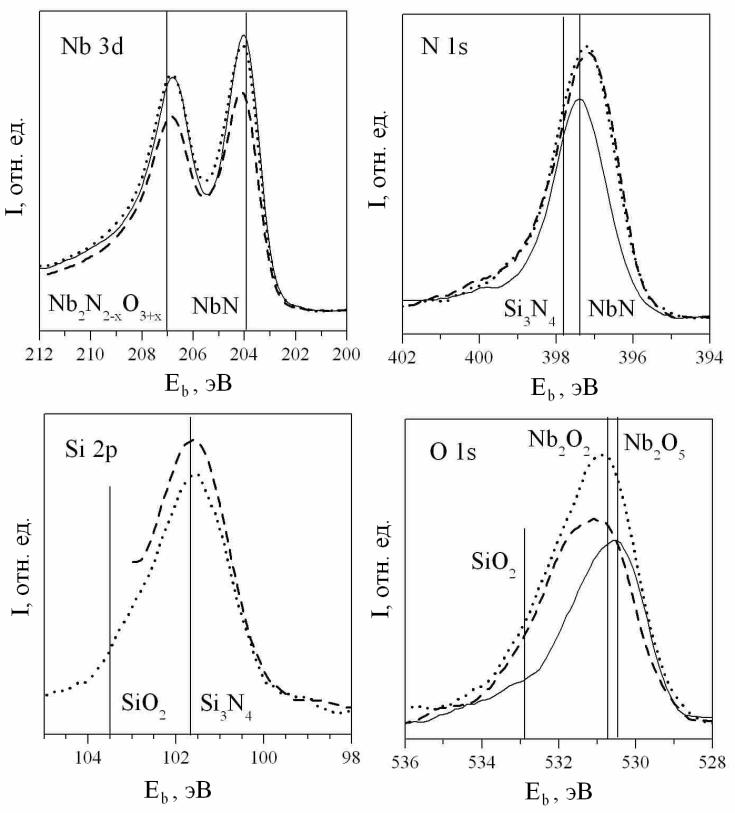 Nb 3d
I, отн. ед.
Nb2N2-xO3+x NbN
212 210 208 206 204 202 200
Eb , эВ
N 1s
I, отн. ед.
Si3N4 NbN
402 400 398 396 394
Eb , эВ
Si 2p
I, отн. ед.
SiO2 Si3N4
104 102 100 98
Eb , эВ
Nb2O2 Nb2O5
O 1s
I, отн. ед.
SiO2
536 534 532 530 528
Eb , эВ